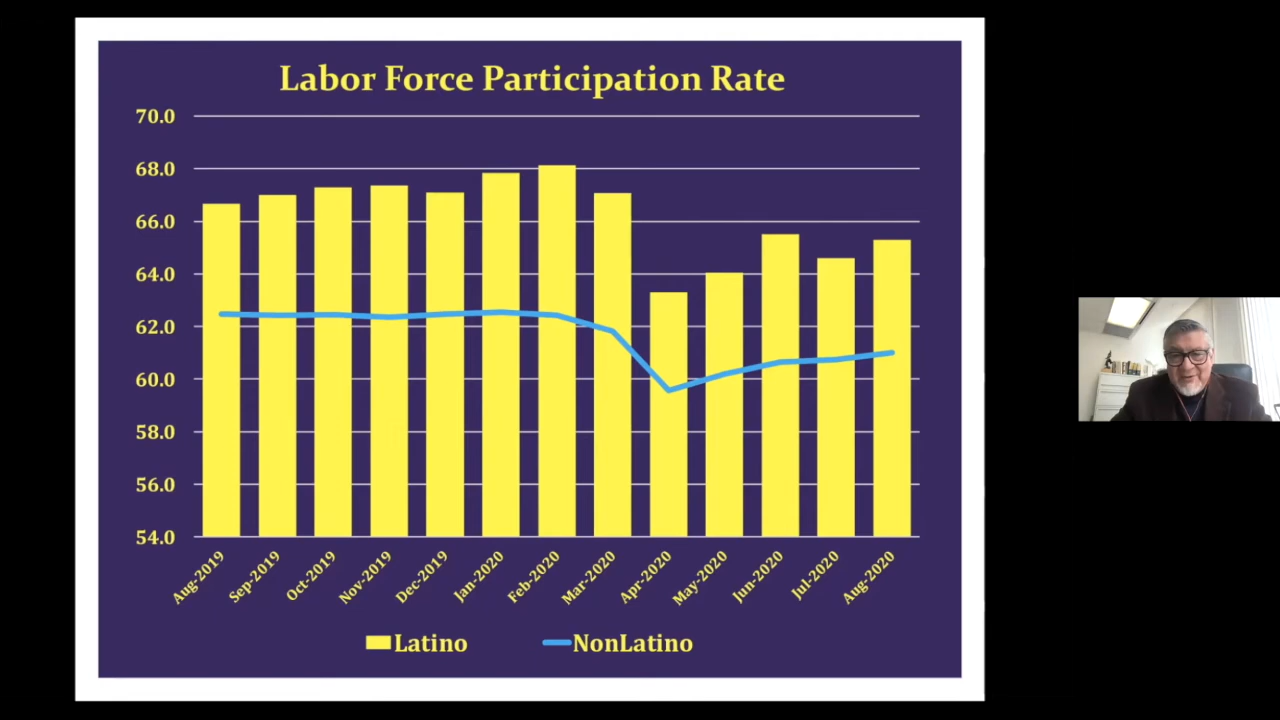 Labor Force Participation Rate
70.0
68.0
66.0
64.0
62.0
60.0
58.0
56.0
54.0
Aug-2019
Sep-2019
Oct-2019
Nov-2019
Dec-2019
Jan-2020
Feb-2020
Mar-2020
Apr-2020
May-2020
Jun-2020
Jul-2020
Aug-2020
Latino
NonLatino